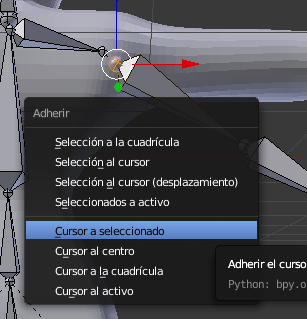 Adherir
Selección a la cuadrícula
Selección al cursor
Selección al cursor (desplazamiento)
Seleccionados a activo
Cursor a seleccionado
Cursor al centro
Cursor a la cuadrícula
Cursor al activo
Adherir el curso
Python: bpy.o